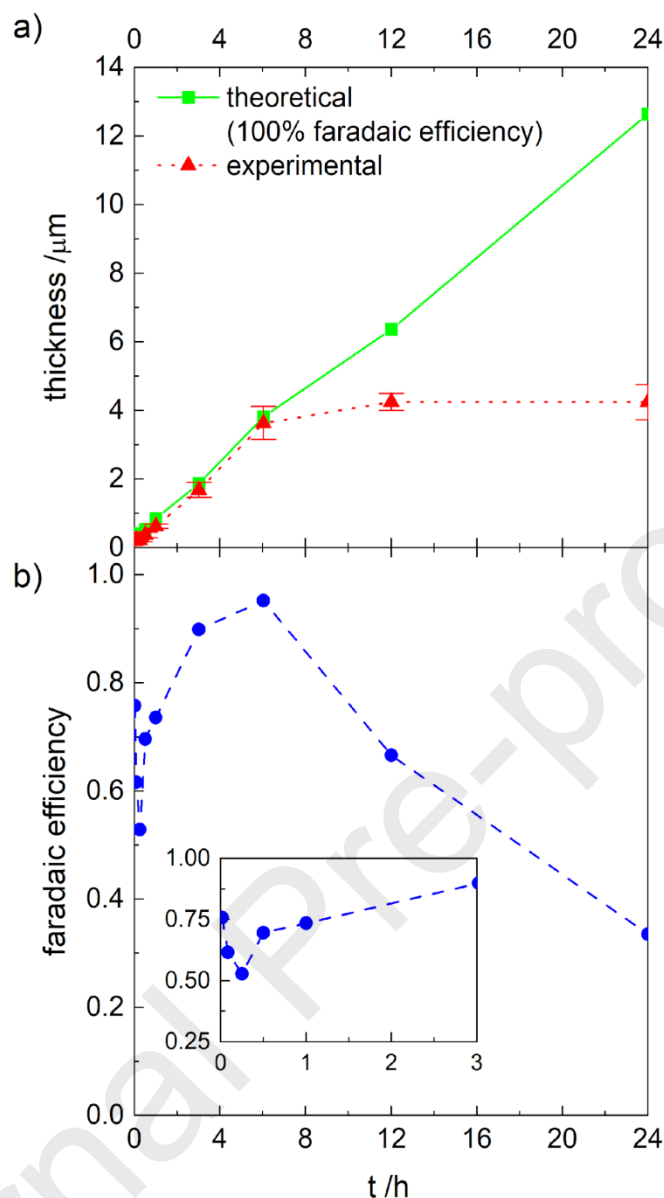 a)
0 4 8 12 16 20 24
14
12
10
8
6
4
2
0
thickness /μm
theoretical
(100% faradaic efficiency)
experimental
b)
1.0
0.8
0.6
0.4
0.2
0.0
faradaic efficiency
1.00
0.75
0.50
0.25
0 1 2 3
0 4 8 12 16 20 24
t /h
nal Pre-pro